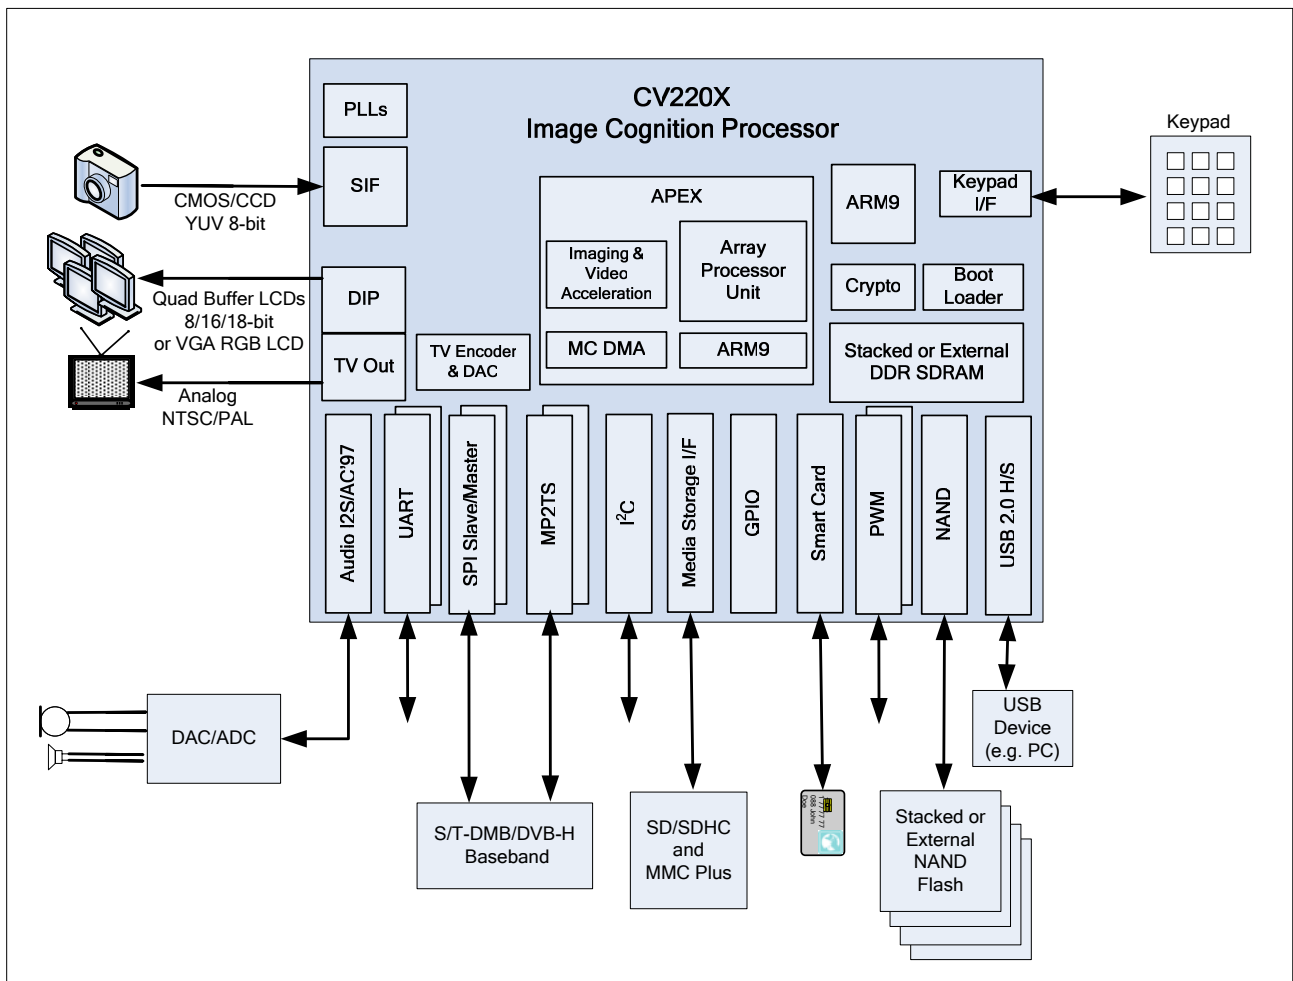 CV220X
Image Cognition Processor
PLLs
SIF
CMOS/CCD
YUV 8-bit
DIP
Quad Buffer LCDs
8/16/18-bit
or VGA RGB LCD
TV Out
Analog
NTSC/PAL
TV Encoder
& DAC
APEX
Imaging &
Video
Acceleration
Array
Processor
Unit
MC DMA
ARM9
ARM9
Keypad
I/F
Keypad
Crypto
Boot
Loader
Stacked or External
DDR SDRAM
Audio I2S/AC'97
UART
SPI Slave/Master
MP2TS
I²C
Media Storage I/F
GPIO
Smart Card
PWM
NAND
USB 2.0 H/S
DAC/ADC
S/T-DMB/DVB-H
Baseband
SD/SDHC
and
MMC Plus
088 John
Doe
Stacked or
External
NAND
Flash
USB
Device
(e.g. PC)